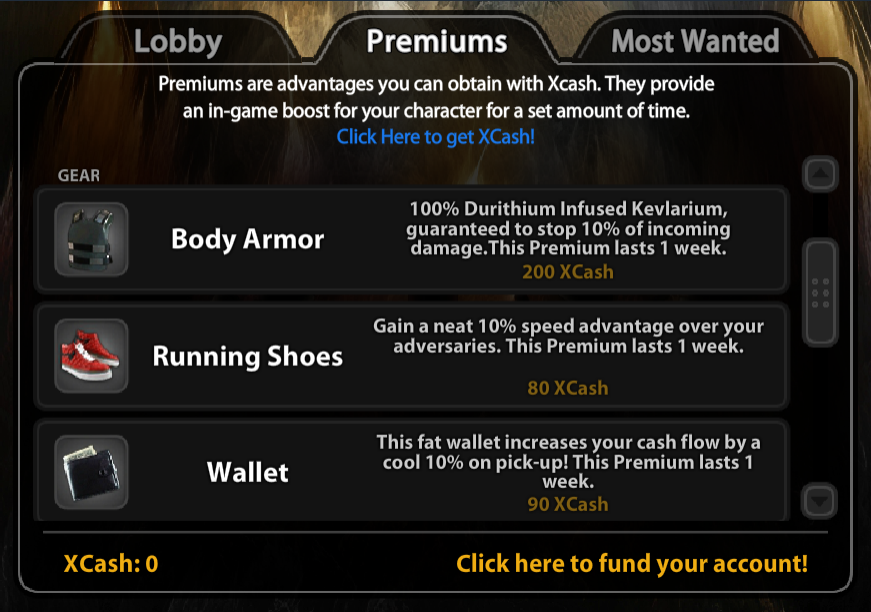 Lobby
Premiums
Most Wanted
Premiums are advantages you can obtain with Xcash. They provide
an in-game boost for your character for a set amount of time.
Click Here to get XCash!
GEAR
Body Armor
100% Durithium Infused Kevlarium,
guaranteed to stop 10% of incoming
damage.This Premium lasts 1 week.
200 XCash
Running Shoes
Gain a neat 10% speed advantage over your
adversaries. This Premium lasts 1 week.
80 XCash
Wallet
This fat wallet increases your cash flow by a
cool 10% on pick-up! This Premium lasts 1
week.
90 XCash
XCash: 0
Click here to fund your account!